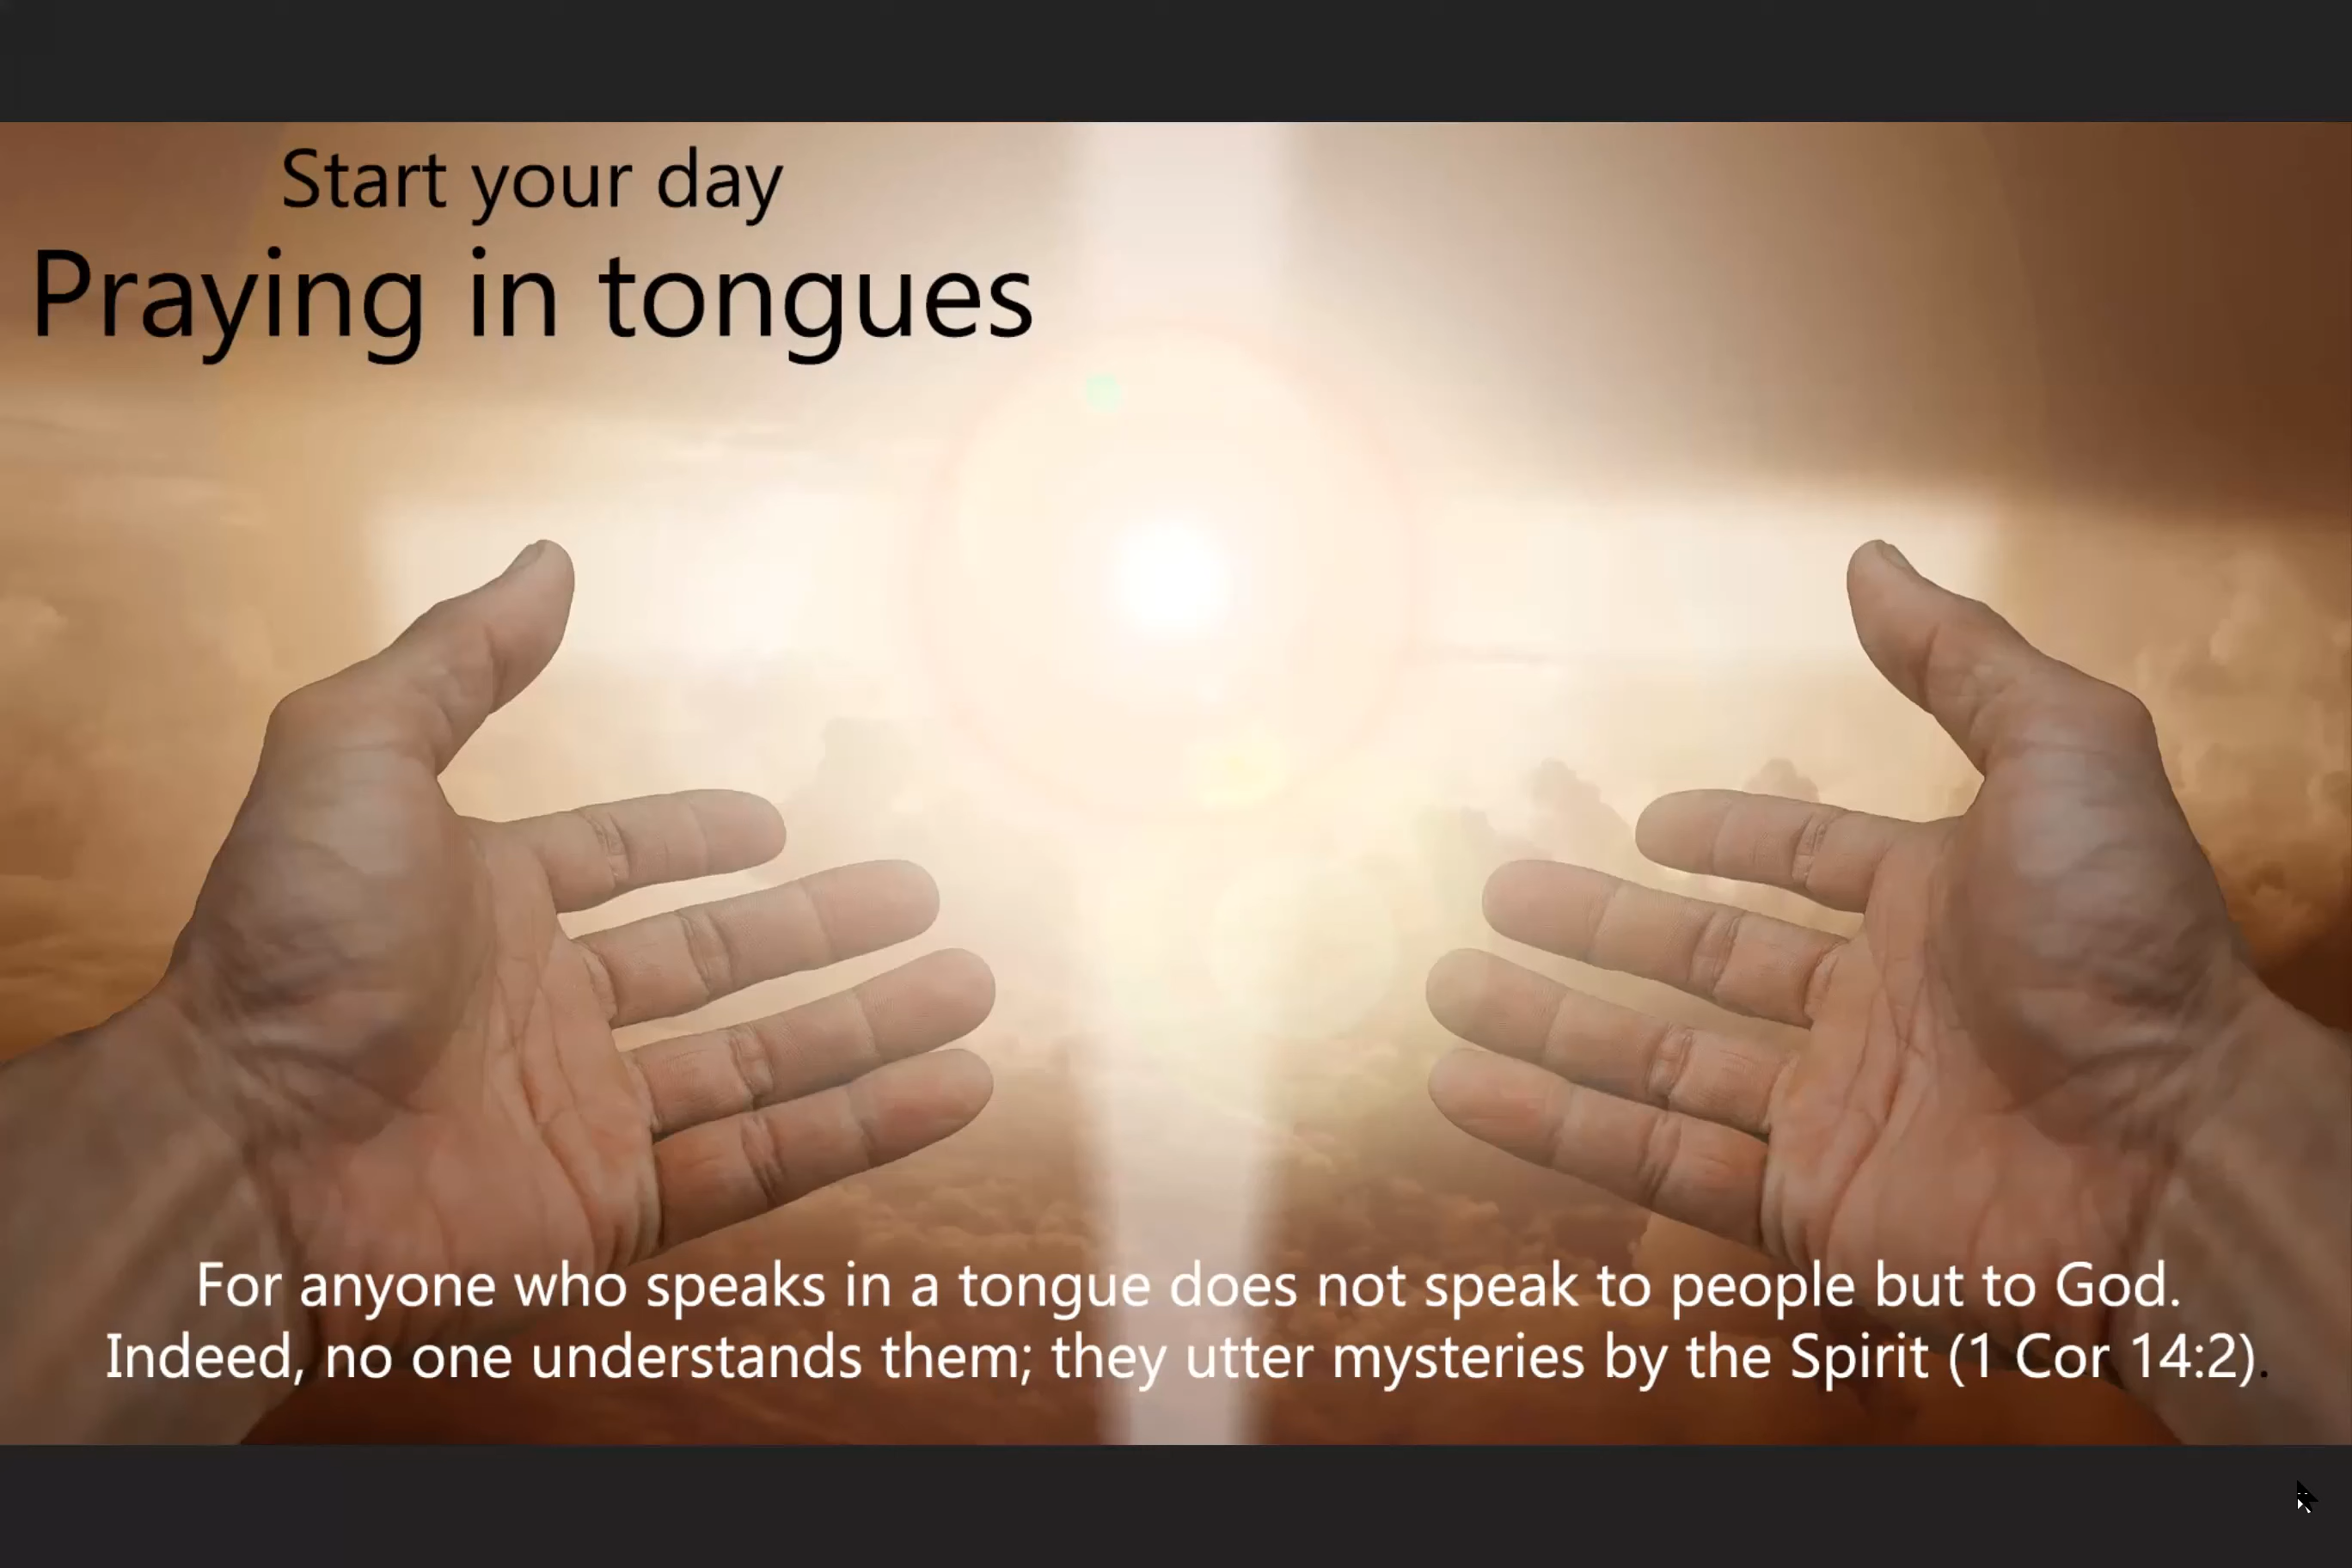 Start your day
Praying in tongues
For anyone who speaks in a tongue does not speak to people but to God.
Indeed, no one understands them; they utter mysteries by the Spirit (1 Cor 14:2).